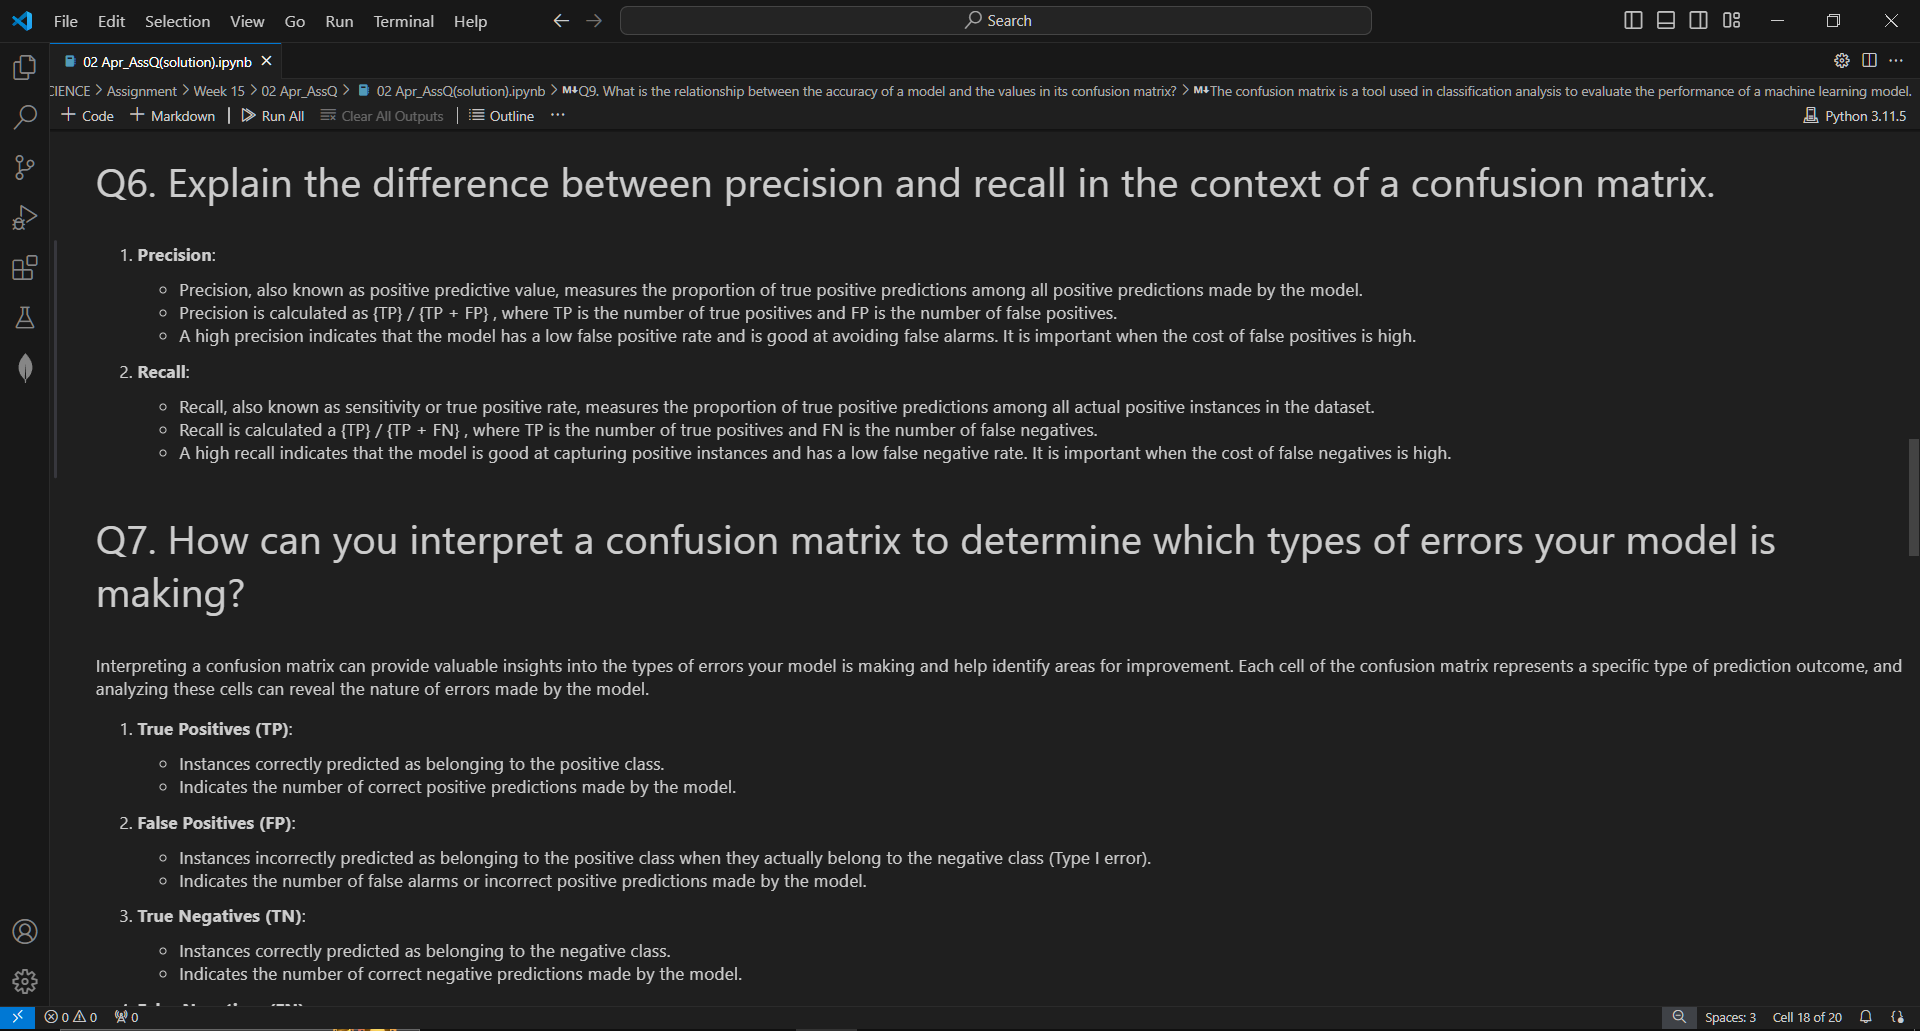 File Edit Selection View Go Run Terminal Help Search
02 Apr_AssQ(solution).ipynb
CIENCE > Assignment > Week 15 > 02 Apr_AssQ > 02 Apr_AssQ(solution).ipynb > M↓Q9. What is the relationship between the accuracy of a model and the values in its confusion matrix? > M↓The confusion matrix is a tool used in classification analysis to evaluate the performance of a machine learning model.
+ Code + Markdown | Run All Clear All Outputs | Outline ··· Python 3.11.5
Q6. Explain the difference between precision and recall in the context of a confusion matrix.
1. Precision:
Precision, also known as positive predictive value, measures the proportion of true positive predictions among all positive predictions made by the model.
Precision is calculated as {TP} / {TP + FP} , where TP is the number of true positives and FP is the number of false positives.
A high precision indicates that the model has a low false positive rate and is good at avoiding false alarms. It is important when the cost of false positives is high.
2. Recall:
Recall, also known as sensitivity or true positive rate, measures the proportion of true positive predictions among all actual positive instances in the dataset.
Recall is calculated a {TP} / {TP + FN} , where TP is the number of true positives and FN is the number of false negatives.
A high recall indicates that the model is good at capturing positive instances and has a low false negative rate. It is important when the cost of false negatives is high.
Q7. How can you interpret a confusion matrix to determine which types of errors your model is
making?
Interpreting a confusion matrix can provide valuable insights into the types of errors your model is making and help identify areas for improvement. Each cell of the confusion matrix represents a specific type of prediction outcome, and
analyzing these cells can reveal the nature of errors made by the model.
1. True Positives (TP):
Instances correctly predicted as belonging to the positive class.
Indicates the number of correct positive predictions made by the model.
2. False Positives (FP):
Instances incorrectly predicted as belonging to the positive class when they actually belong to the negative class (Type I error).
Indicates the number of false alarms or incorrect positive predictions made by the model.
3. True Negatives (TN):
Instances correctly predicted as belonging to the negative class.
Indicates the number of correct negative predictions made by the model.
0 0 0 Spaces: 3 Cell 18 of 20